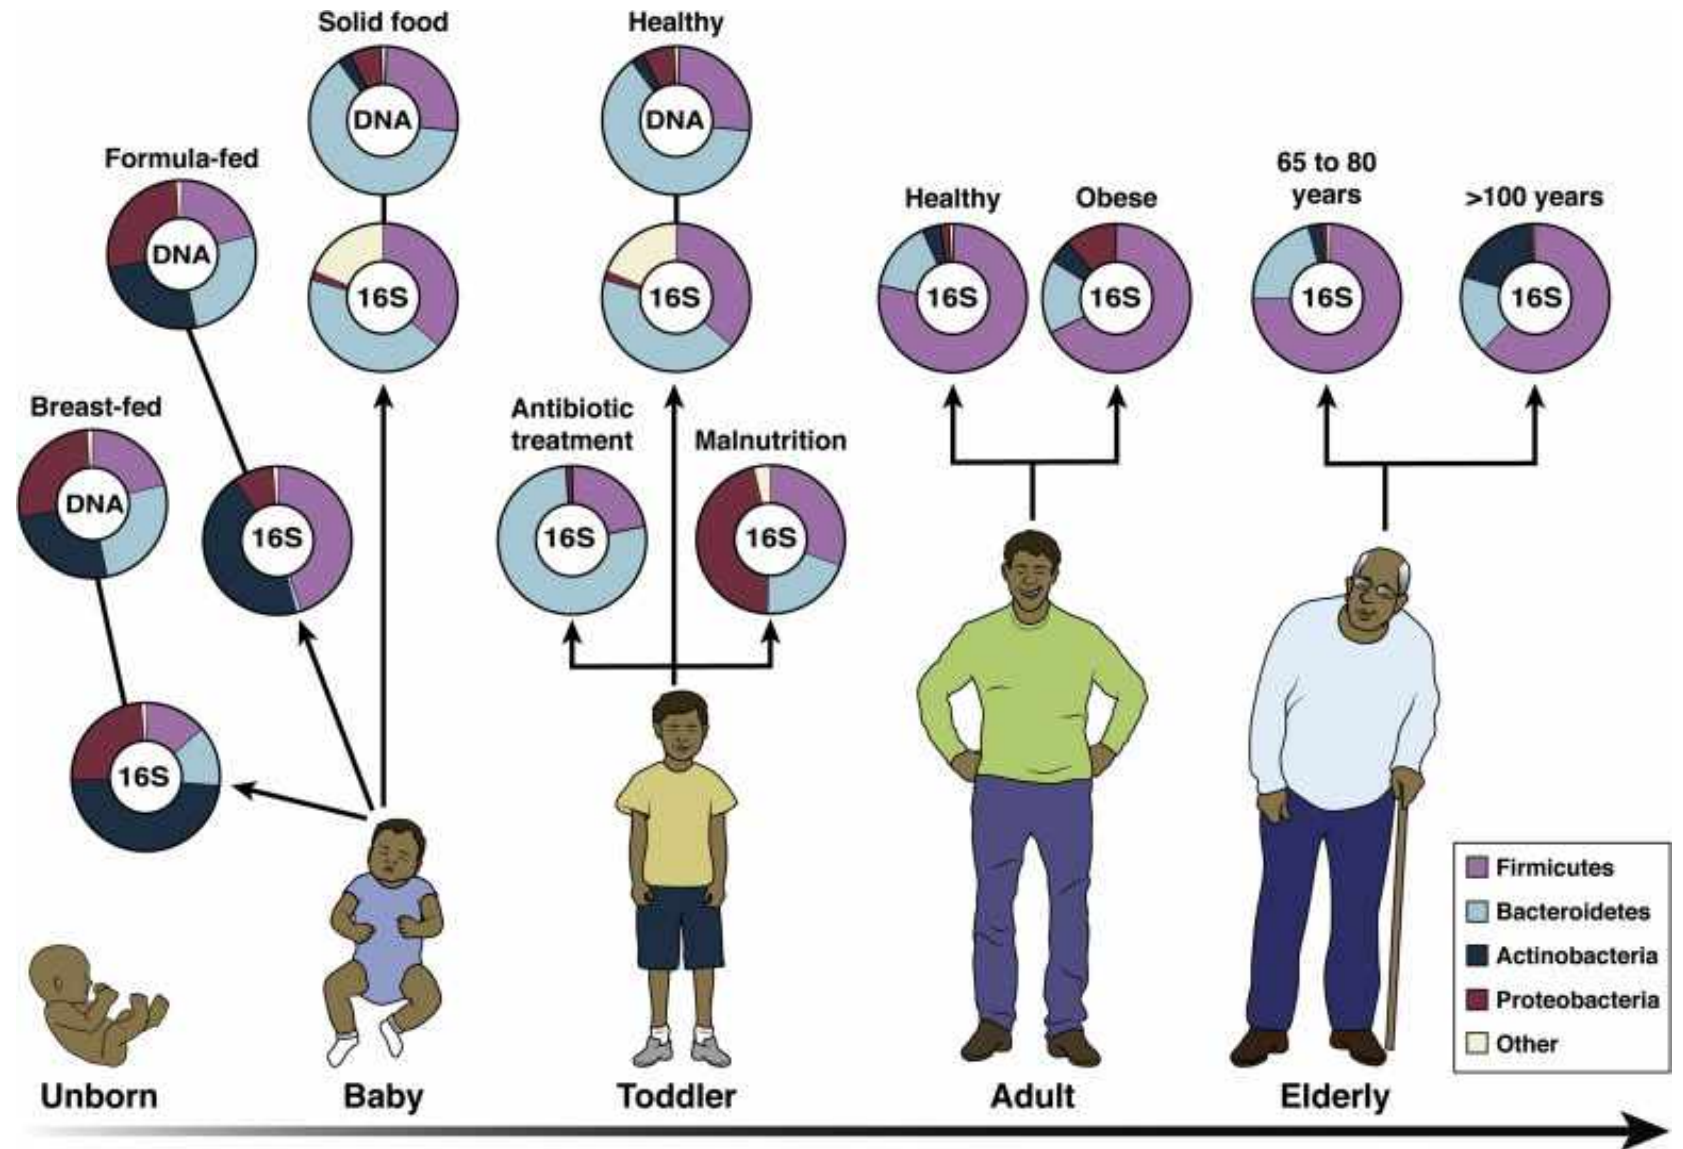 Solid food
Healthy
DNA
DNA
Formula-fed
DNA
65 to 80
years
Healthy
Obese
>100 years
16S
16S
16S
16S
16S
16S
Breast-fed
DNA
Antibiotic
treatment
Malnutrition
16S
16S
16S
16S
Firmicutes
Bacteroidetes
Actinobacteria
Proteobacteria
Other
Unborn
Baby
Toddler
Adult
Elderly